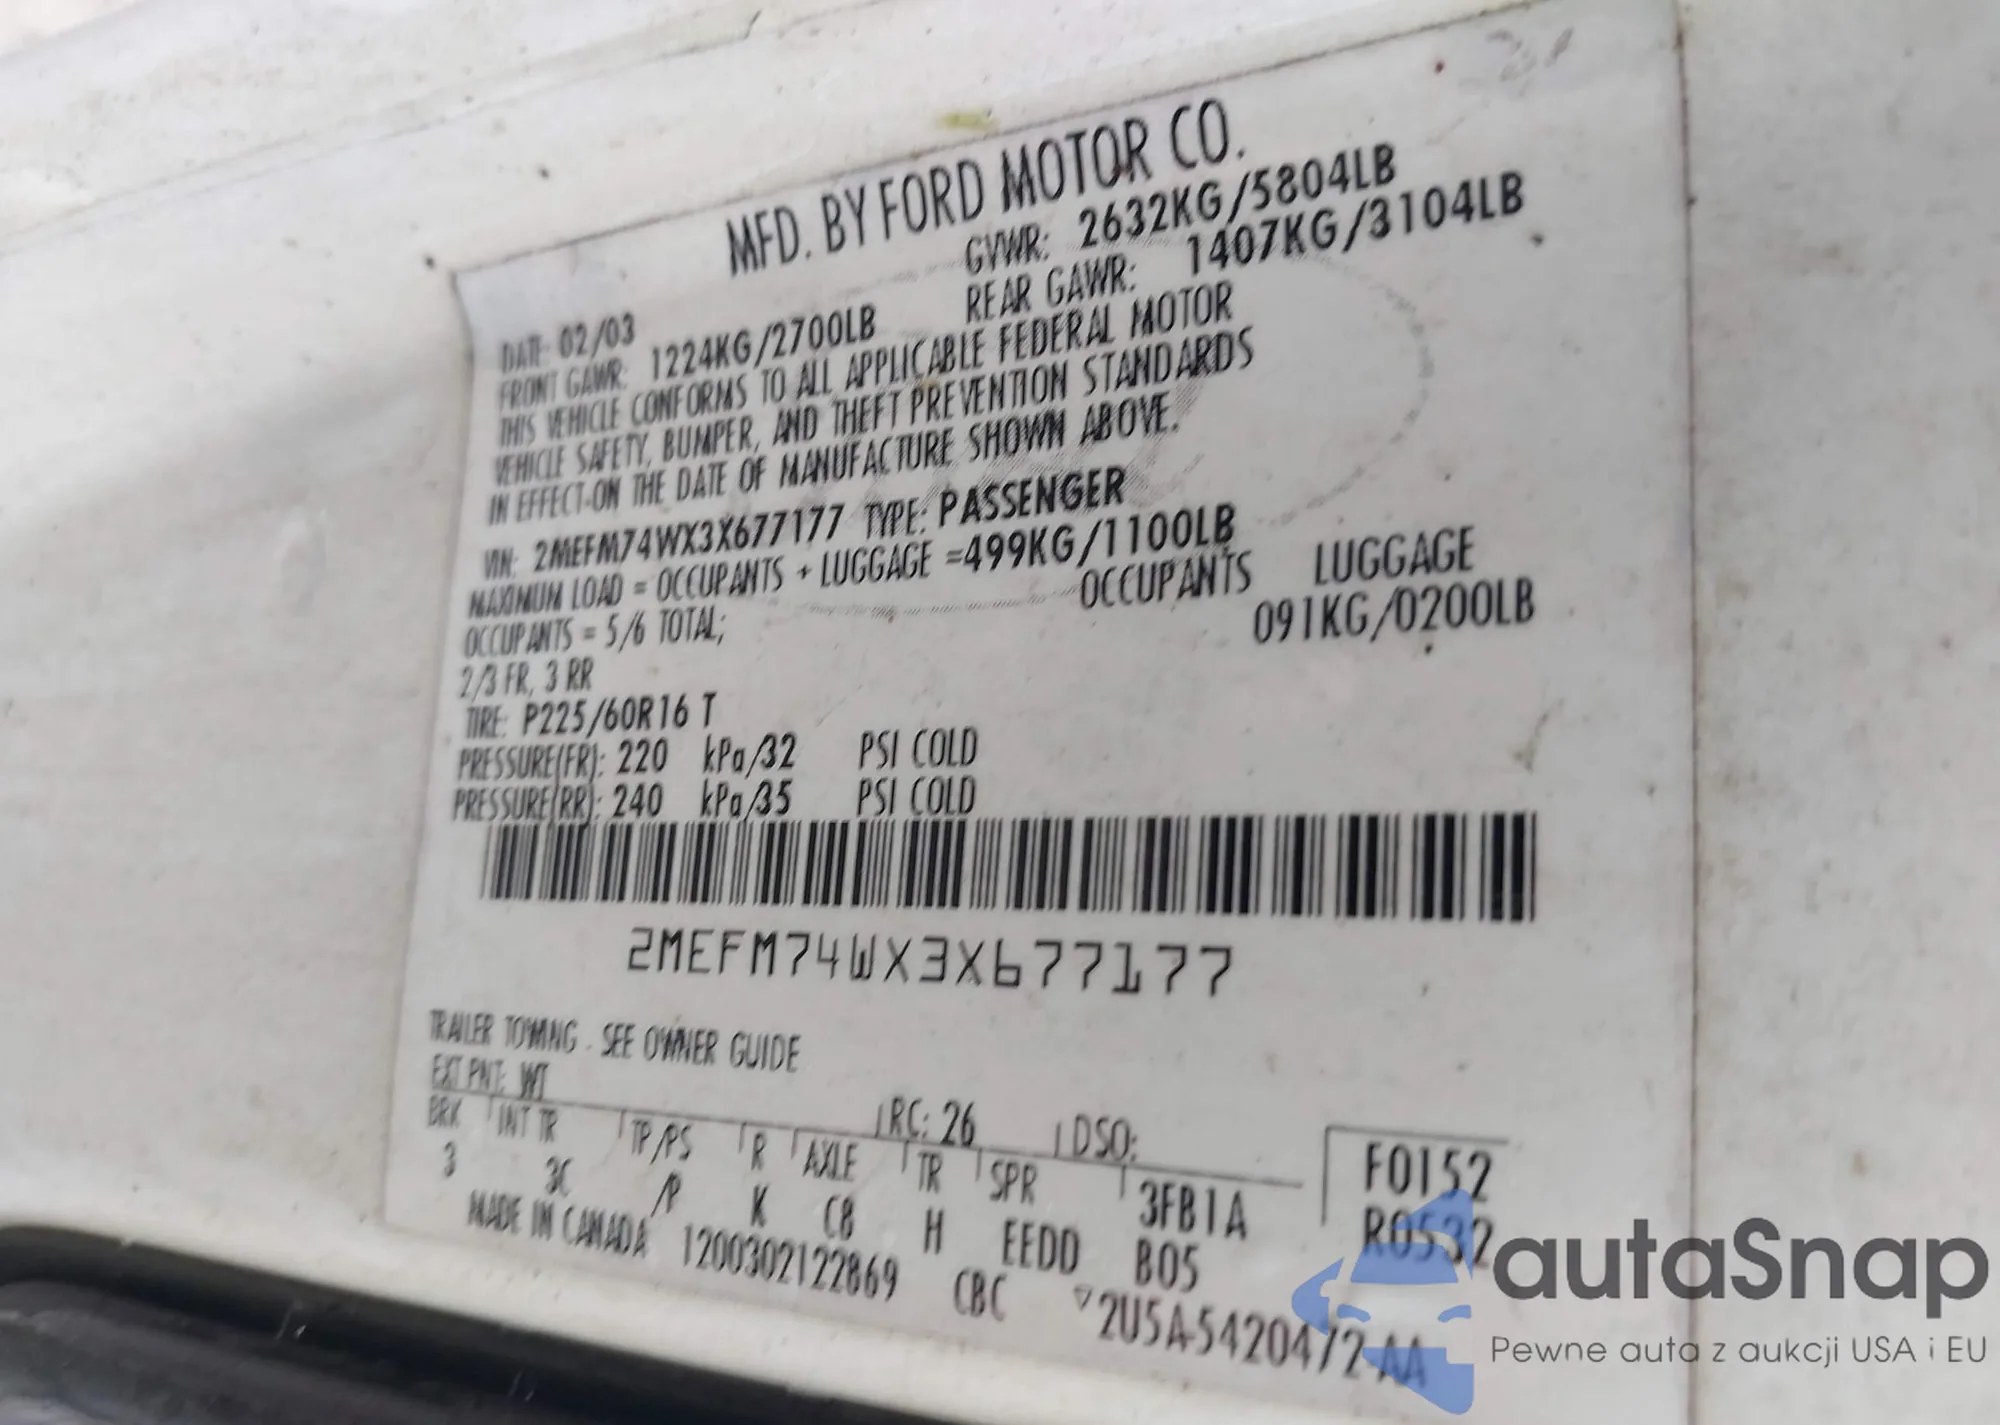 MFD. BY FORD MOTOR CO.
DATE: 02/03 GVWR: 2632KG/5804LB
FRONT GAWR: 1224KG/2700LB REAR GAWR: 1407KG/3104LB
THIS VEHICLE CONFORMS TO ALL APPLICABLE FEDERAL MOTOR
VEHICLE SAFETY, BUMPER, AND THEFT PREVENTION STANDARDS
IN EFFECT ON THE DATE OF MANUFACTURE SHOWN ABOVE.
VIN: 2MEFM74WX3X677177 TYPE: PASSENGER
MAXIMUM LOAD = OCCUPANTS + LUGGAGE =499KG/1100LB
OCCUPANTS = 5/6 TOTAL; OCCUPANTS LUGGAGE
2/3 FR, 3 RR 091KG/0200LB
TIRE: P225/60R16 T
PRESSURE(FR): 220 kPa/32 PSI COLD
PRESSURE(RR): 240 kPa/35 PSI COLD
2MEFM74WX3X677177
TRAILER TOWING - SEE OWNER GUIDE
EXT PNT: WT RC: 26 DSO: F0152
BRK INT TR TP/PS R AXLE TR SPR 3FB1A R0532
3 3C /P K C8 H EEDD B05
MADE IN CANADA 1200302122869 CBC ▽2U5A-5420472-AA
autaSnap
Pewne auta z aukcji USA i EU